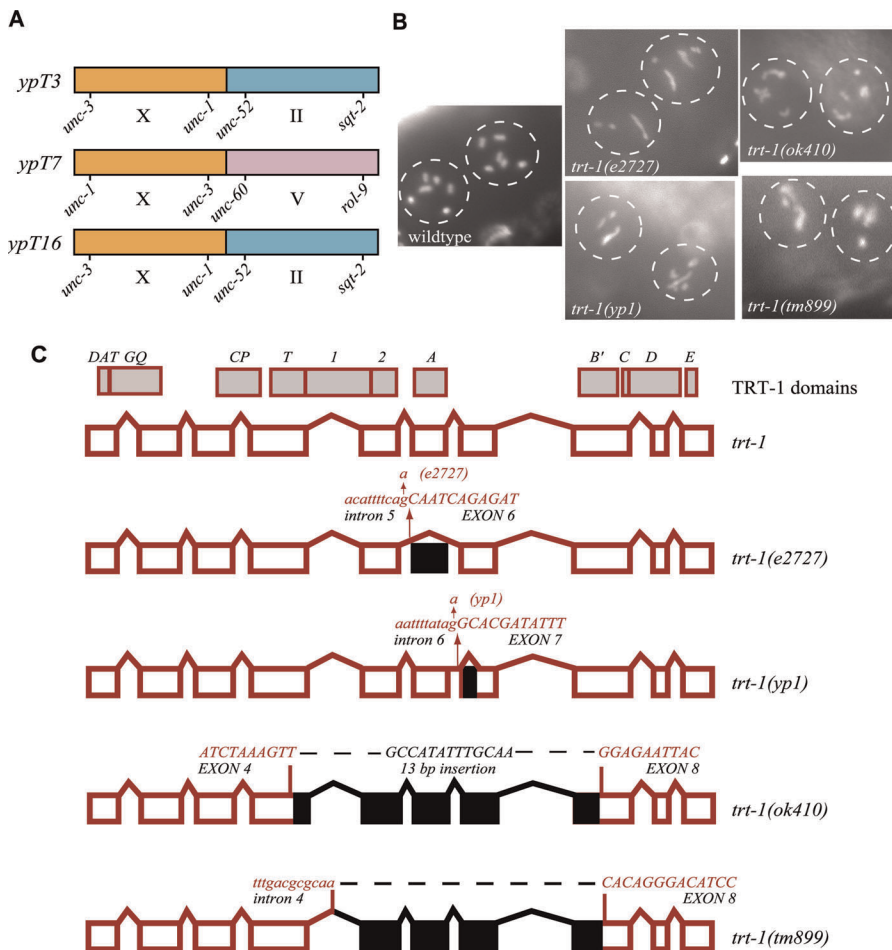 A
ypT3
unc-3 X unc-1 unc-52 II sqt-2
ypT7
unc-1 X unc-3 unc-60 V rol-9
ypT16
unc-3 X unc-1 unc-52 II sqt-2
B
wildtype
trt-1(e2727)
trt-1(ok410)
trt-1(yp1)
trt-1(tm899)
C
DAT GQ CP T 1 2 A B' C D E
TRT-1 domains
trt-1
a (e2727)
acattttcagCAATCAGAGAT
intron 5 EXON 6
trt-1(e2727)
a (yp1)
aattttatagGCACGATATTT
intron 6 EXON 7
trt-1(yp1)
ATCTAAAGTT GCCATATTTGCAA GGAGAATTAC
EXON 4 13 bp insertion EXON 8
trt-1(ok410)
tttgacgcgcaa CACAGGGACATCC
intron 4 EXON 8
trt-1(tm899)